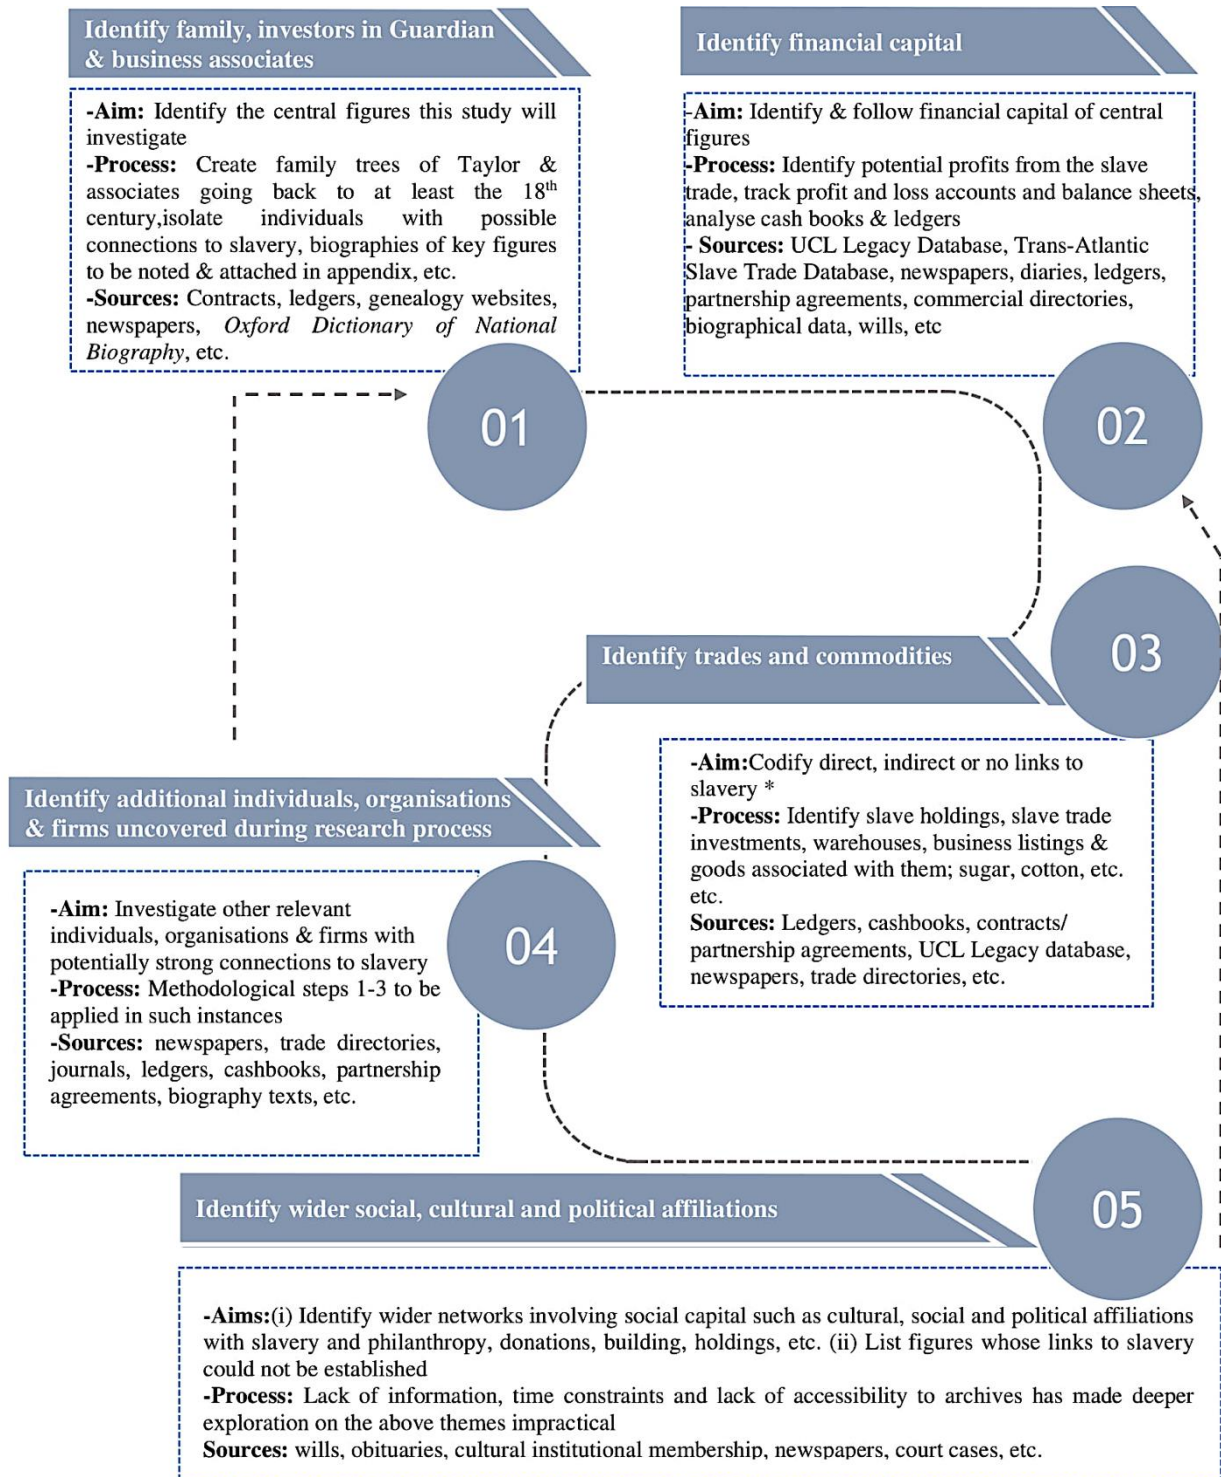 Identify family, investors in Guardian
& business associates
-Aim: Identify the central figures this study will
investigate
-Process: Create family trees of Taylor &
associates going back to at least the 18th
century,isolate individuals with possible
connections to slavery, biographies of key figures
to be noted & attached in appendix, etc.
-Sources: Contracts, ledgers, genealogy websites,
newspapers, Oxford Dictionary of National
Biography, etc.
01
Identify financial capital
-Aim: Identify & follow financial capital of central
figures
-Process: Identify potential profits from the slave
trade, track profit and loss accounts and balance sheets,
analyse cash books & ledgers
- Sources: UCL Legacy Database, Trans-Atlantic
Slave Trade Database, newspapers, diaries, ledgers,
partnership agreements, commercial directories,
biographical data, wills, etc
02
Identify trades and commodities
03
-Aim:Codify direct, indirect or no links to
slavery *
-Process: Identify slave holdings, slave trade
investments, warehouses, business listings &
goods associated with them; sugar, cotton, etc.
etc.
Sources: Ledgers, cashbooks, contracts/
partnership agreements, UCL Legacy database,
newspapers, trade directories, etc.
Identify additional individuals, organisations
& firms uncovered during research process
-Aim: Investigate other relevant
individuals, organisations & firms with
potentially strong connections to slavery
-Process: Methodological steps 1-3 to be
applied in such instances
-Sources: newspapers, trade directories,
journals, ledgers, cashbooks, partnership
agreements, biography texts, etc.
04
Identify wider social, cultural and political affiliations
05
-Aims:(i) Identify wider networks involving social capital such as cultural, social and political affiliations
with slavery and philanthropy, donations, building, holdings, etc. (ii) List figures whose links to slavery
could not be established
-Process: Lack of information, time constraints and lack of accessibility to archives has made deeper
exploration on the above themes impractical
Sources: wills, obituaries, cultural institutional membership, newspapers, court cases, etc.